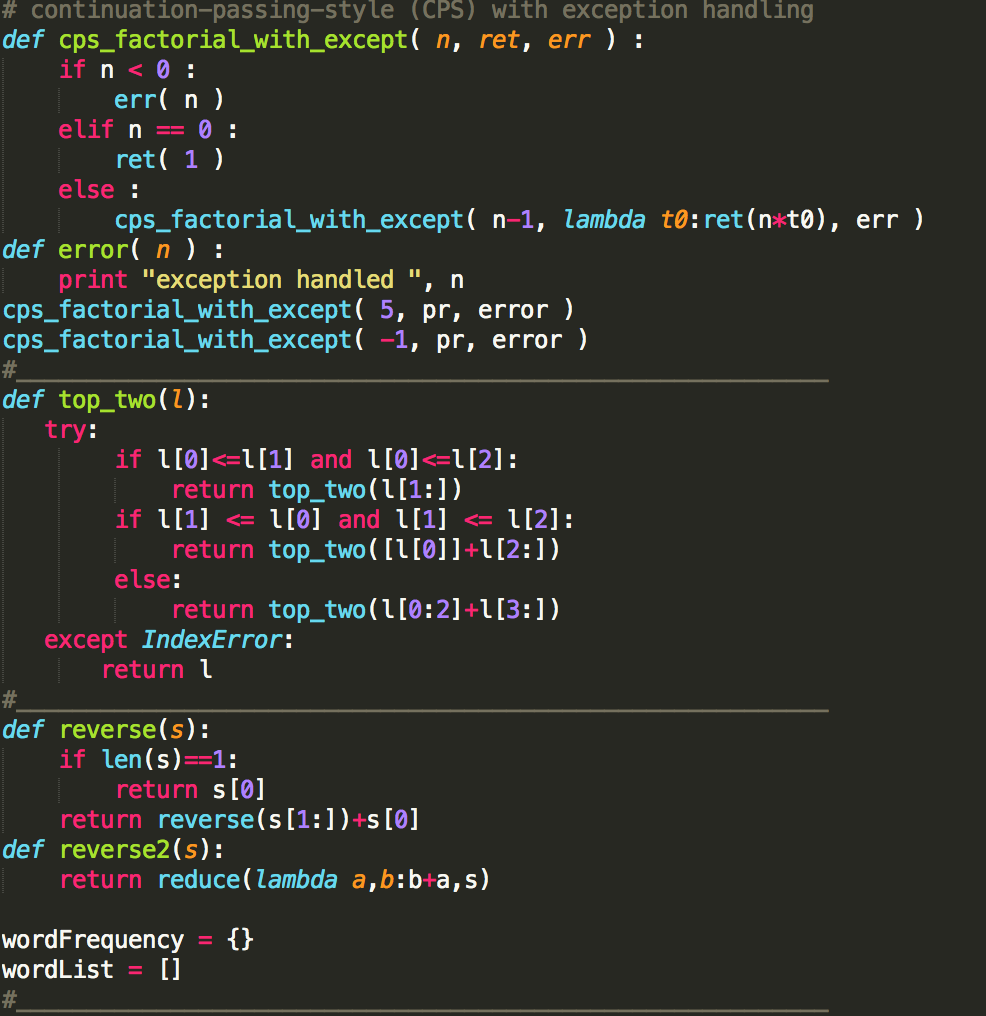 # continuation-passing-style (CPS) with exception handling
def cps_factorial_with_except( n, ret, err ) :
    if n < 0 :
        err( n )
    elif n == 0 :
        ret( 1 )
    else :
        cps_factorial_with_except( n-1, lambda t0:ret(n*t0), err )
def error( n ) :
    print "exception handled ", n
cps_factorial_with_except( 5, pr, error )
cps_factorial_with_except( -1, pr, error )
#__________________________________________________________
def top_two(l):
   try:
        if l[0]<=l[1] and l[0]<=l[2]:
            return top_two(l[1:])
        if l[1] <= l[0] and l[1] <= l[2]:
            return top_two([l[0]]+l[2:])
        else:
            return top_two(l[0:2]+l[3:])
   except IndexError:
       return l
#__________________________________________________________
def reverse(s):
    if len(s)==1:
        return s[0]
    return reverse(s[1:])+s[0]
def reverse2(s):
    return reduce(lambda a,b:b+a,s)

wordFrequency = {}
wordList = []
#__________________________________________________________